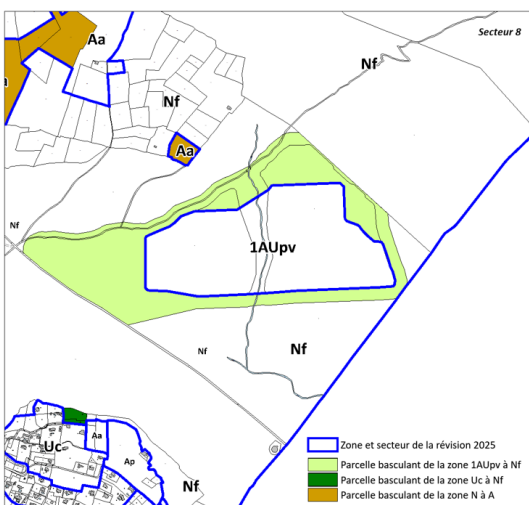 Secteur 8
Aa
Nf
Nf
a
Aa
Nf
1AUpv
Nf
Nf
Uc
Aa
Ap
Nf
Zone et secteur de la révision 2025
Parcelle basculant de la zone 1AUpv à Nf
Parcelle basculant de la zone Uc à Nf
Parcelle basculant de la zone N à A